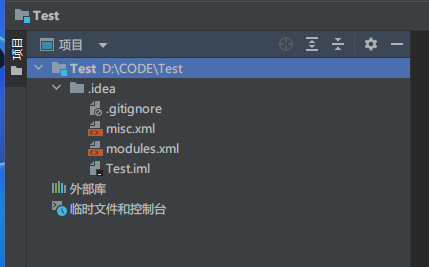 Test
项目
项目
Test D:\CODE\Test
.idea
.gitignore
misc.xml
modules.xml
Test.iml
外部库
临时文件和控制台